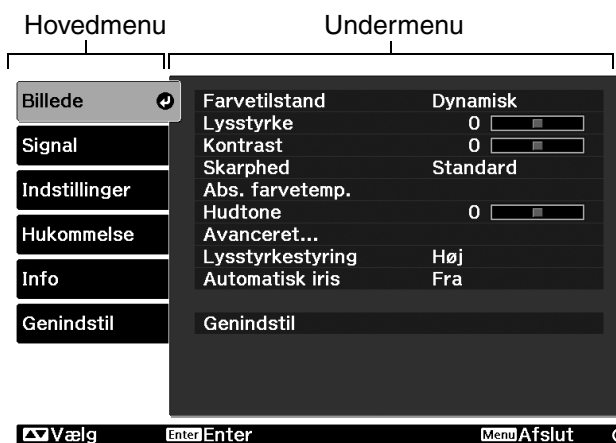 Hovedmenu Undermenu
Billede Farvetilstand Dynamisk
Lysstyrke 0
Signal Kontrast 0
Skarphed Standard
Indstillinger Abs. farvetemp.
Hudtone 0
Hukommelse Avanceret...
Lysstyrkestyring Høj
Info Automatisk iris Fra
Genindstil Genindstil
Vælg Enter Enter Menu Afslut